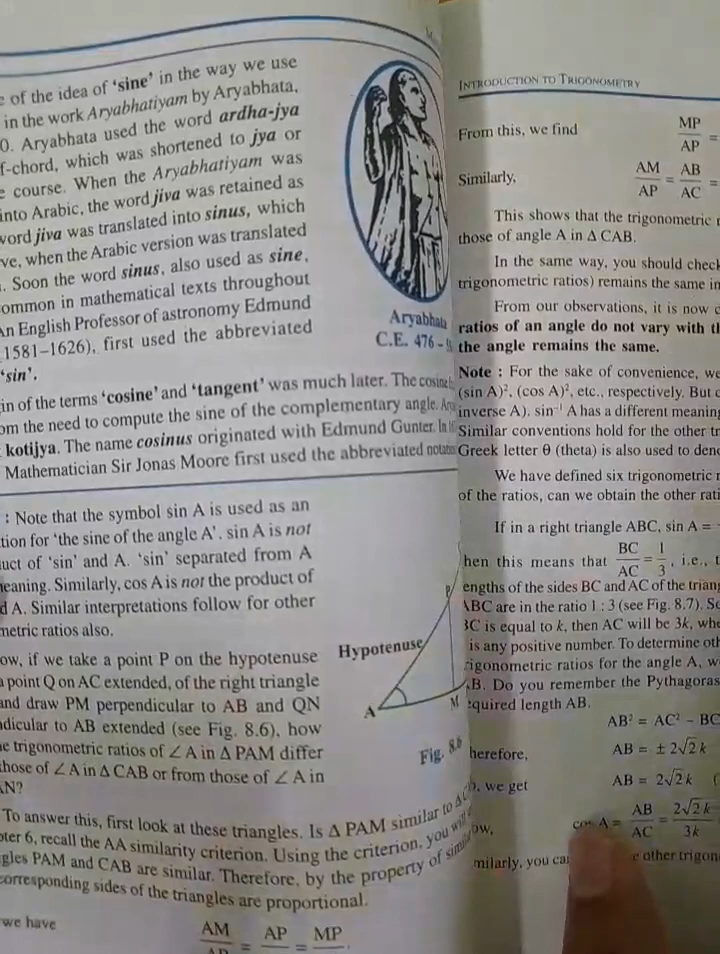 of the idea of 'sine' in the way we use
in the work Aryabhatiyam by Aryabhata,
0. Aryabhata used the word ardha-jya
f-chord, which was shortened to jya or
course. When the Aryabhatiyam was
into Arabic, the word jiva was retained as
word jiva was translated into sinus, which
ve, when the Arabic version was translated
. Soon the word sinus, also used as sine,
ommon in mathematical texts throughout
An English Professor of astronomy Edmund
1581–1626), first used the abbreviated
'sin'.
Aryabhata
C.E. 476 –
in of the terms 'cosine' and 'tangent' was much later. The cosine
om the need to compute the sine of the complementary angle.
kotijya. The name cosinus originated with Edmund Gunter. In
Mathematician Sir Jonas Moore first used the abbreviated
: Note that the symbol sin A is used as an
tion for 'the sine of the angle A'. sin A is not
uct of 'sin' and A. 'sin' separated from A
eaning. Similarly, cos A is not the product of
d A. Similar interpretations follow for other
metric ratios also.
ow, if we take a point P on the hypotenuse
a point Q on AC extended, of the right triangle
and draw PM perpendicular to AB and QN
dicular to AB extended (see Fig. 8.6), how
e trigonometric ratios of ∠ A in Δ PAM differ
those of ∠ A in Δ CAB or from those of ∠ A in
AN?
Hypotenuse
P
A
M
Fig. 8.6
To answer this, first look at these triangles. Is Δ PAM similar to Δ
pter 6, recall the AA similarity criterion. Using the criterion, you
gles PAM and CAB are similar. Therefore, by the property of
corresponding sides of the triangles are proportional.
we have
AM = AP = MP
INTRODUCTION TO TRIGONOMETRY
From this, we find MP/AP =
Similarly, AM/AP = AB/AC =
This shows that the trigonometric
those of angle A in Δ CAB.
In the same way, you should check
trigonometric ratios) remains the same in
From our observations, it is now
ratios of an angle do not vary with
the angle remains the same.
Note : For the sake of convenience, we
(sin A)², (cos A)², etc., respectively. But
inverse A). sin⁻¹ A has a different meaning
Similar conventions hold for the other
Greek letter θ (theta) is also used to
We have defined six trigonometric
of the ratios, can we obtain the other
If in a right triangle ABC, sin A =
hen this means that BC/AC = 1/3, i.e.,
engths of the sides BC and AC of the
ABC are in the ratio 1 : 3 (see Fig. 8.7).
BC is equal to k, then AC will be 3k,
is any positive number. To determine
rigonometric ratios for the angle A,
AB. Do you remember the Pythagoras
equired length AB.
AB² = AC² – BC
herefore, AB = ± 2√2 k
we get AB = 2√2 k (
ow, cos A = AB/AC = 2√2 k/3k
milarly, you can other